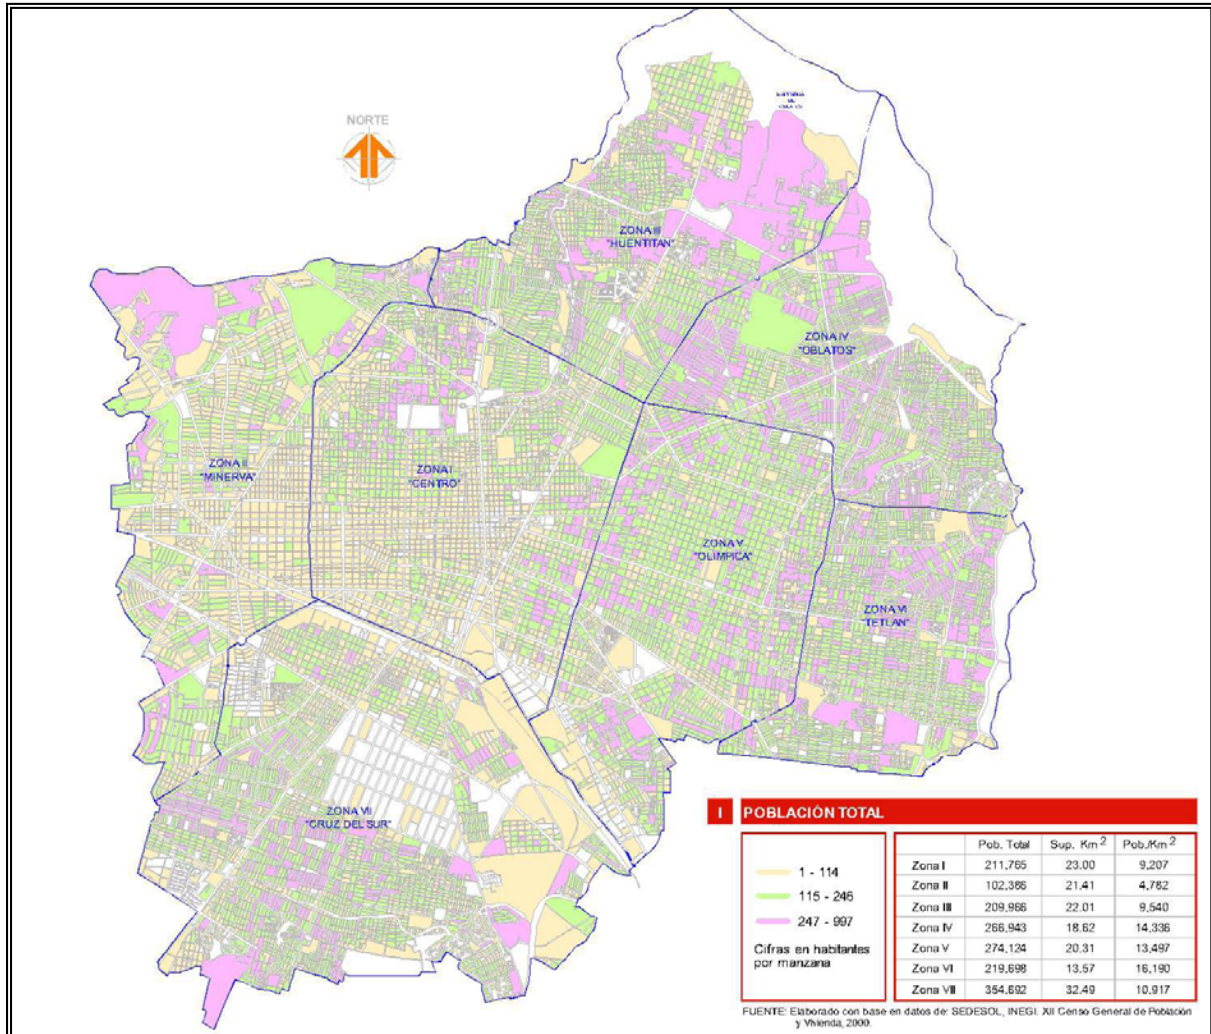 NORTE
ZONA III
"HUENTITAN"
ZONA IV
"OBLATOS"
ZONA II
"MINERVA"
ZONA I
"CENTRO"
ZONA V
"OLIMPICA"
ZONA VI
"TETLAN"
ZONA VII
"CRUZ DEL SUR"
I POBLACIÓN TOTAL
1 - 114
115 - 246
247 - 997
Cifras en habitantes
por manzana
Pob. Total Sup. Km 2 Pob./Km 2
Zona I 211,765 23.00 9,207
Zona II 102,366 21.41 4,782
Zona III 209,966 22.01 9,540
Zona IV 266,943 18.62 14,336
Zona V 274,124 20.31 13,497
Zona VI 219,698 13.57 16,190
Zona VII 354,692 32.49 10,917
FUENTE: Elaborado con base en datos de: SEDESOL, INEGI. XII Censo General de Población
y Vivienda, 2000.